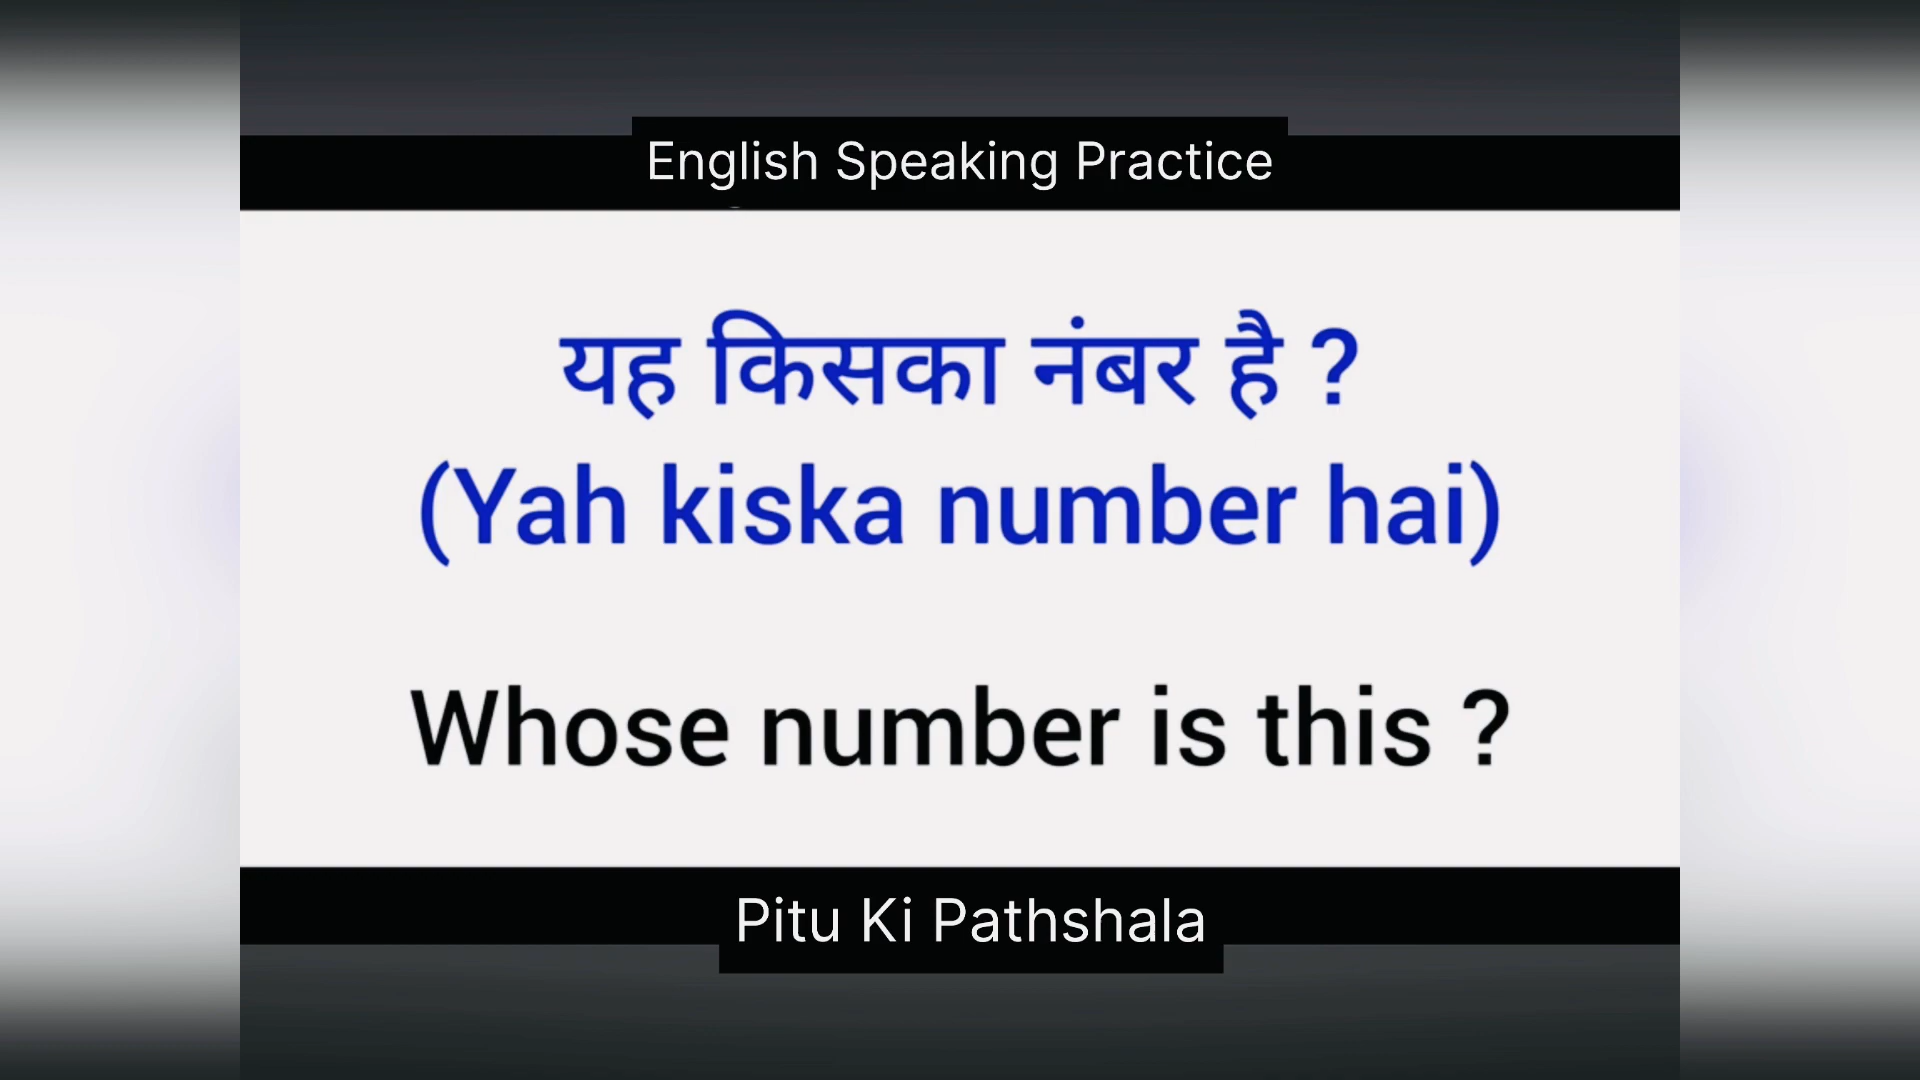 English Speaking Practice
यह किसका नंबर है ?
(Yah kiska number hai)
Whose number is this ?
Pitu Ki Pathshala